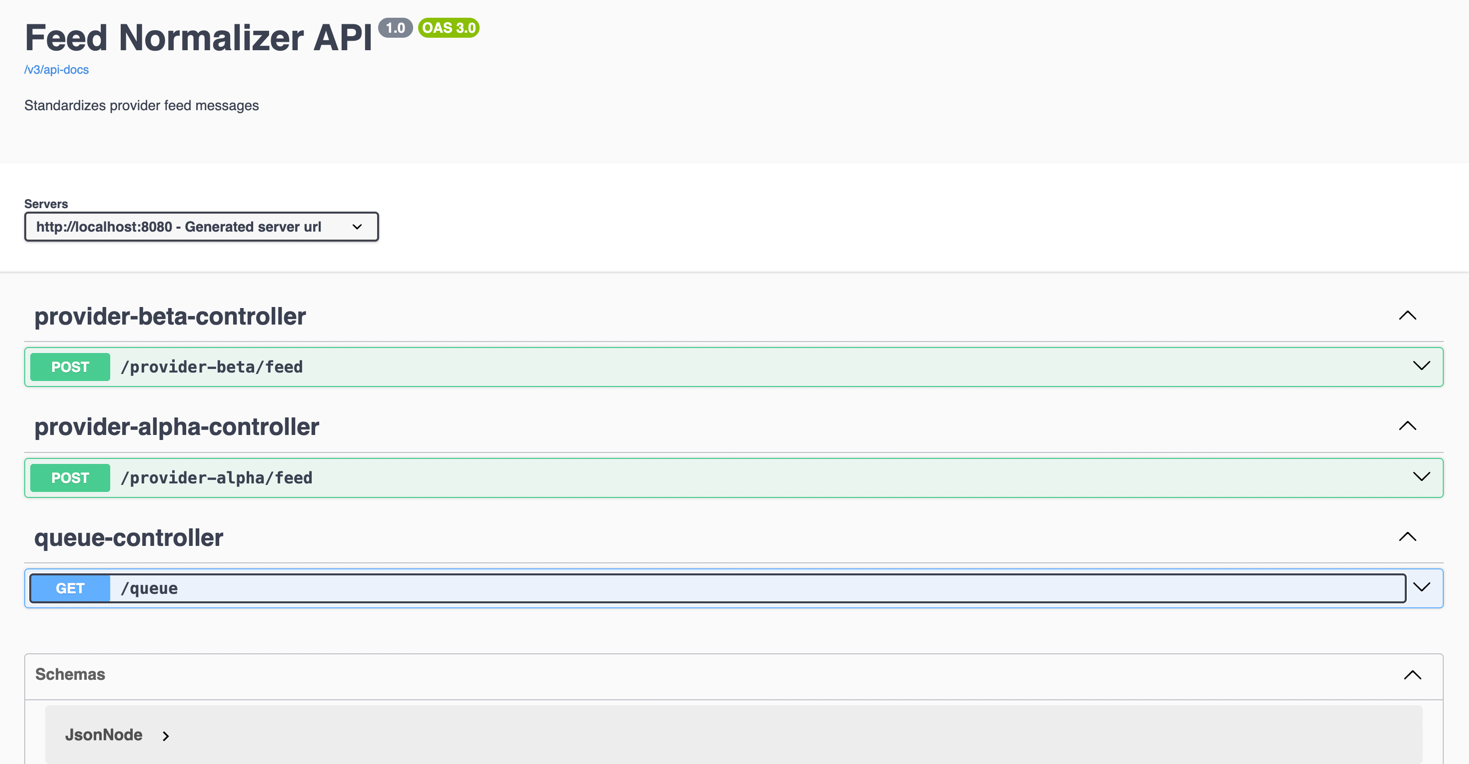 Feed Normalizer API 1.0 OAS 3.0
/v3/api-docs
Standardizes provider feed messages
Servers
http://localhost:8080 - Generated server url
provider-beta-controller
POST /provider-beta/feed
provider-alpha-controller
POST /provider-alpha/feed
queue-controller
GET /queue
Schemas
JsonNode